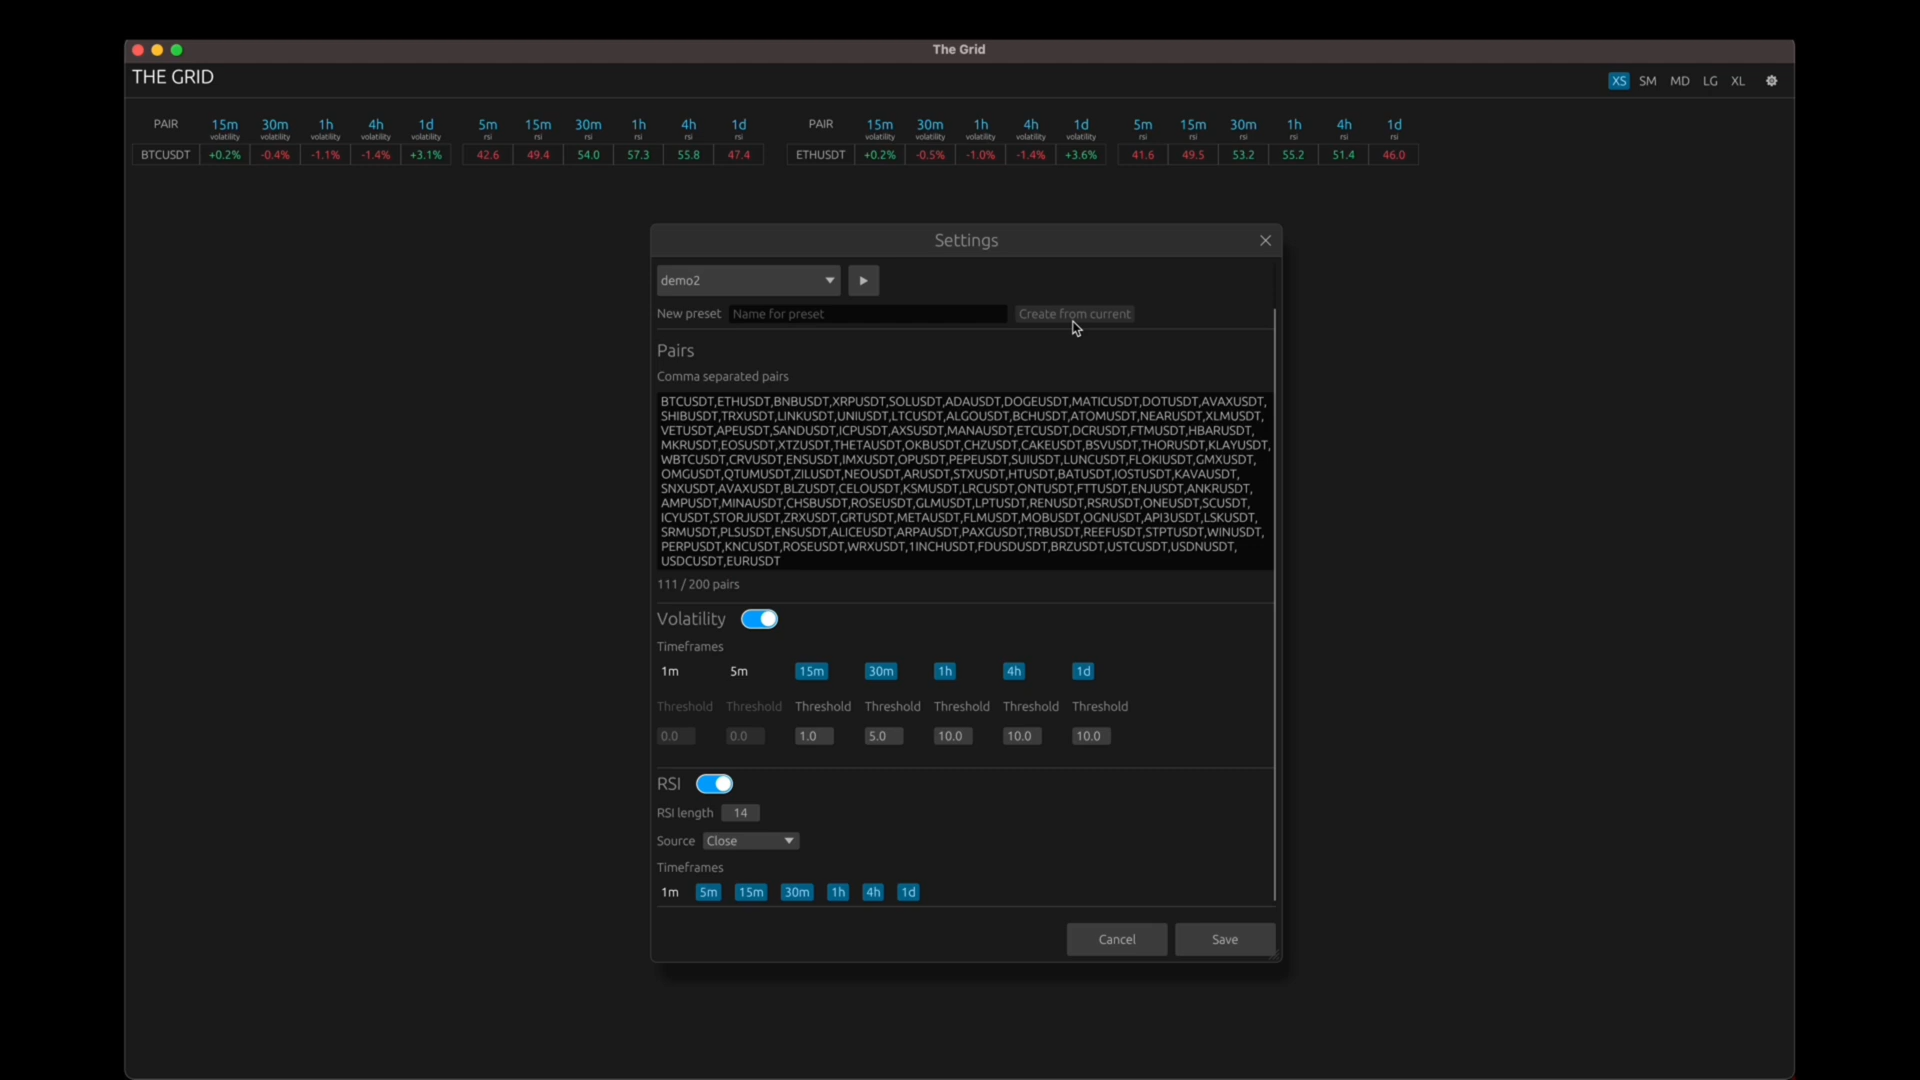 The Grid
THE GRID
XS SM MD LG XL
PAIR 15m 30m 1h 4h 1d 5m 15m 30m 1h 4h 1d PAIR 15m 30m 1h 4h 1d 5m 15m 30m 1h 4h 1d
volatility volatility volatility volatility volatility rsi rsi rsi rsi rsi rsi volatility volatility volatility volatility volatility rsi rsi rsi rsi rsi rsi
BTCUSDT +0.2% -0.4% -1.1% -1.4% +3.1% 42.6 49.4 54.0 57.3 55.8 47.4 ETHUSDT +0.2% -0.5% -1.0% -1.4% +3.6% 41.6 49.5 53.2 55.2 51.4 46.0
Settings
demo2
New preset Name for preset Create from current
Pairs
Comma separated pairs
BTCUSDT,ETHUSDT,BNBUSDT,XRPUSDT,SOLUSDT,ADAUSDT,DOGEUSDT,MATICUSDT,DOTUSDT,AVAXUSDT,
SHIBUSDT,TRXUSDT,LINKUSDT,UNIUSDT,LTCUSDT,ALGOUSDT,BCHUSDT,ATOMUSDT,NEARUSDT,XLMUSDT,
VETUSDT,APEUSDT,SANDUSDT,ICPUSDT,AXSUSDT,MANAUSDT,ETCUSDT,DCRUSDT,FTMUSDT,HBARUSDT,
MKRUSDT,EOSUSDT,XTZUSDT,THETAUSDT,OKBUSDT,CHZUSDT,CAKEUSDT,BSVUSDT,THORUSDT,KLAYUSDT,
WBTCUSDT,CRVUSDT,ENSUSDT,IMXUSDT,OPUSDT,PEPEUSDT,SUIUSDT,LUNCUSDT,FLOKIUSDT,GMXUSDT,
OMGUSDT,QTUMUSDT,ZILUSDT,NEOUSDT,ARUSDT,STXUSDT,HTUSDT,BATUSDT,IOSTUSDT,KAVAUSDT,
SNXUSDT,AVAXUSDT,BLZUSDT,CELOUSDT,KSMUSDT,LRCUSDT,ONTUSDT,FTTUSDT,ENJUSDT,ANKRUSDT,
AMPUSDT,MINAUSDT,CHSBUSDT,ROSEUSDT,GLMUSDT,LPTUSDT,RENUSDT,RSRUSDT,ONEUSDT,SCUSDT,
ICYUSDT,STORJUSDT,ZRXUSDT,GRTUSDT,METAUSDT,FLMUSDT,MOBUSDT,OGNUSDT,API3USDT,LSKUSDT,
SRMUSDT,PLSUSDT,ENSUSDT,ALICEUSDT,ARPAUSDT,PAXGUSDT,TRBUSDT,REEFUSDT,STPTUSDT,WINUSDT,
PERPUSDT,KNCUSDT,ROSEUSDT,WRXUSDT,1INCHUSDT,FDUSDUSDT,BRZUSDT,USTCUSDT,USDNUSDT,
USDCUSDT,EURUSDT
111 / 200 pairs
Volatility
Timeframes
1m 5m 15m 30m 1h 4h 1d
Threshold Threshold Threshold Threshold Threshold Threshold Threshold
0.0 0.0 1.0 5.0 10.0 10.0 10.0
RSI
RSI length 14
Source Close
Timeframes
1m 5m 15m 30m 1h 4h 1d
Cancel Save